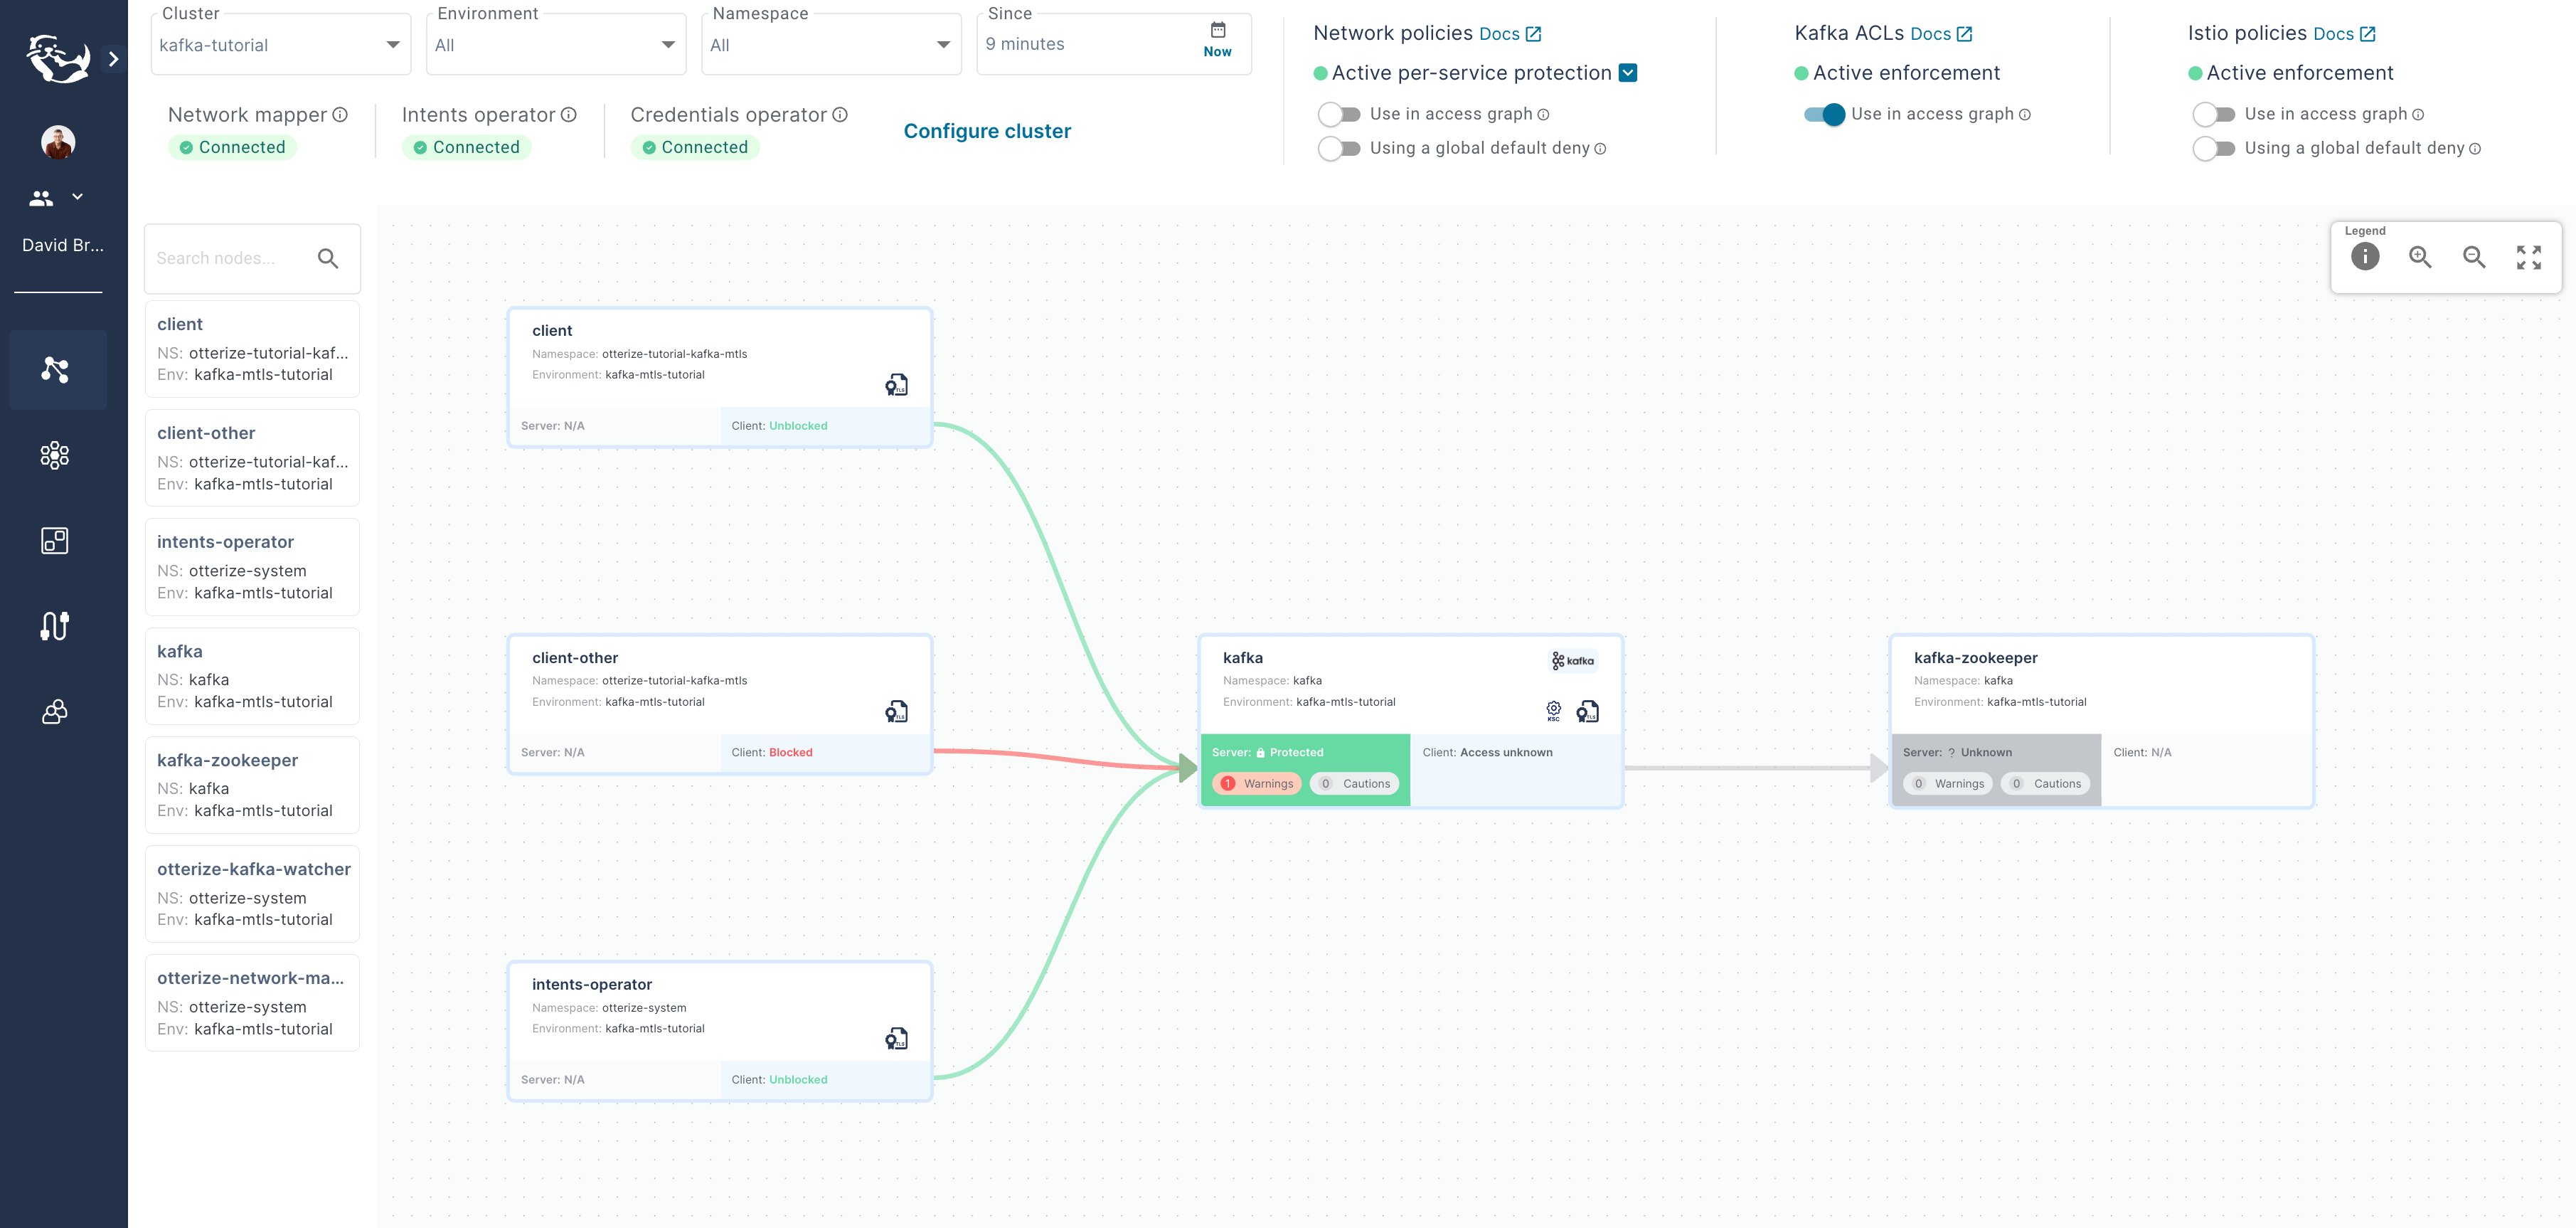 Cluster
kafka-tutorial
Environment
All
Namespace
All
Since
9 minutes
Now
Network mapper
Connected
Intents operator
Connected
Credentials operator
Connected
Configure cluster
Network policies Docs
Active per-service protection
Use in access graph
Using a global default deny
Kafka ACLs Docs
Active enforcement
Use in access graph
Istio policies Docs
Active enforcement
Use in access graph
Using a global default deny
David Br...
Search nodes...
client
NS: otterize-tutorial-kaf...
Env: kafka-mtls-tutorial
client-other
NS: otterize-tutorial-kaf...
Env: kafka-mtls-tutorial
intents-operator
NS: otterize-system
Env: kafka-mtls-tutorial
kafka
NS: kafka
Env: kafka-mtls-tutorial
kafka-zookeeper
NS: kafka
Env: kafka-mtls-tutorial
otterize-kafka-watcher
NS: otterize-system
Env: kafka-mtls-tutorial
otterize-network-ma...
NS: otterize-system
Env: kafka-mtls-tutorial
Legend
client
Namespace: otterize-tutorial-kafka-mtls
Environment: kafka-mtls-tutorial
TLS
Server: N/A
Client: Unblocked
client-other
Namespace: otterize-tutorial-kafka-mtls
Environment: kafka-mtls-tutorial
TLS
Server: N/A
Client: Blocked
intents-operator
Namespace: otterize-system
Environment: kafka-mtls-tutorial
TLS
Server: N/A
Client: Unblocked
kafka
kafka
Namespace: kafka
Environment: kafka-mtls-tutorial
KSC
TLS
Server: Protected
1 Warnings
0 Cautions
Client: Access unknown
kafka-zookeeper
Namespace: kafka
Environment: kafka-mtls-tutorial
Server: ? Unknown
0 Warnings
0 Cautions
Client: N/A